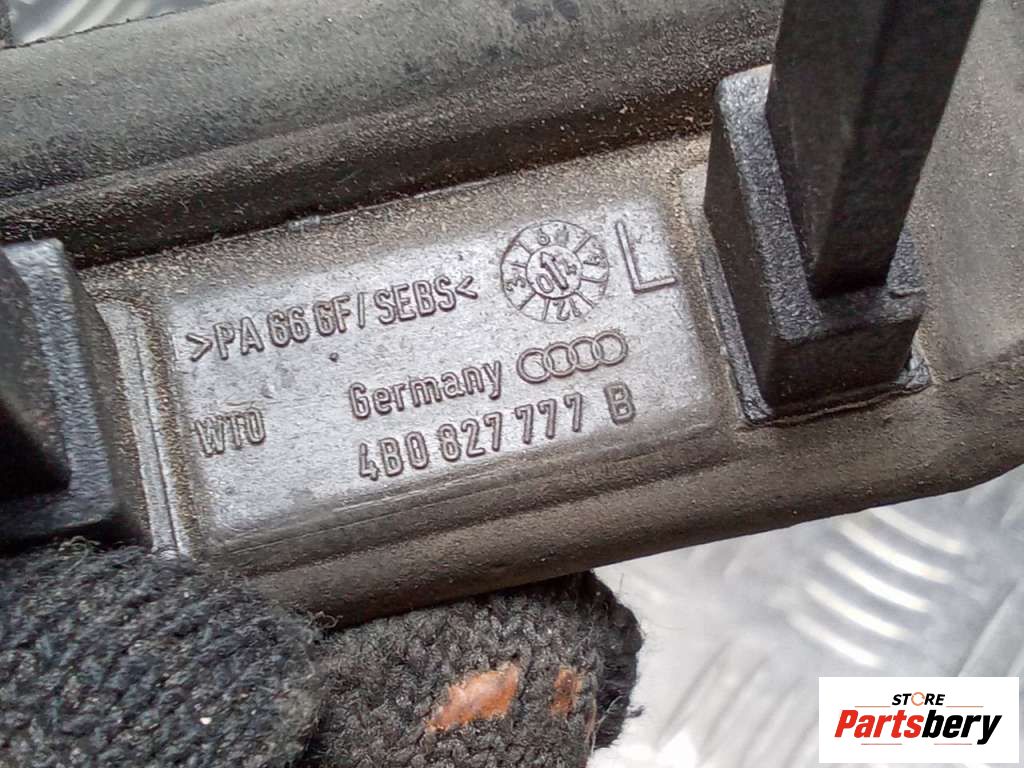 >PA 66 GF/SEBS<
L
Germany
WTO
4B0 827 777 B
STORE
Partsbery